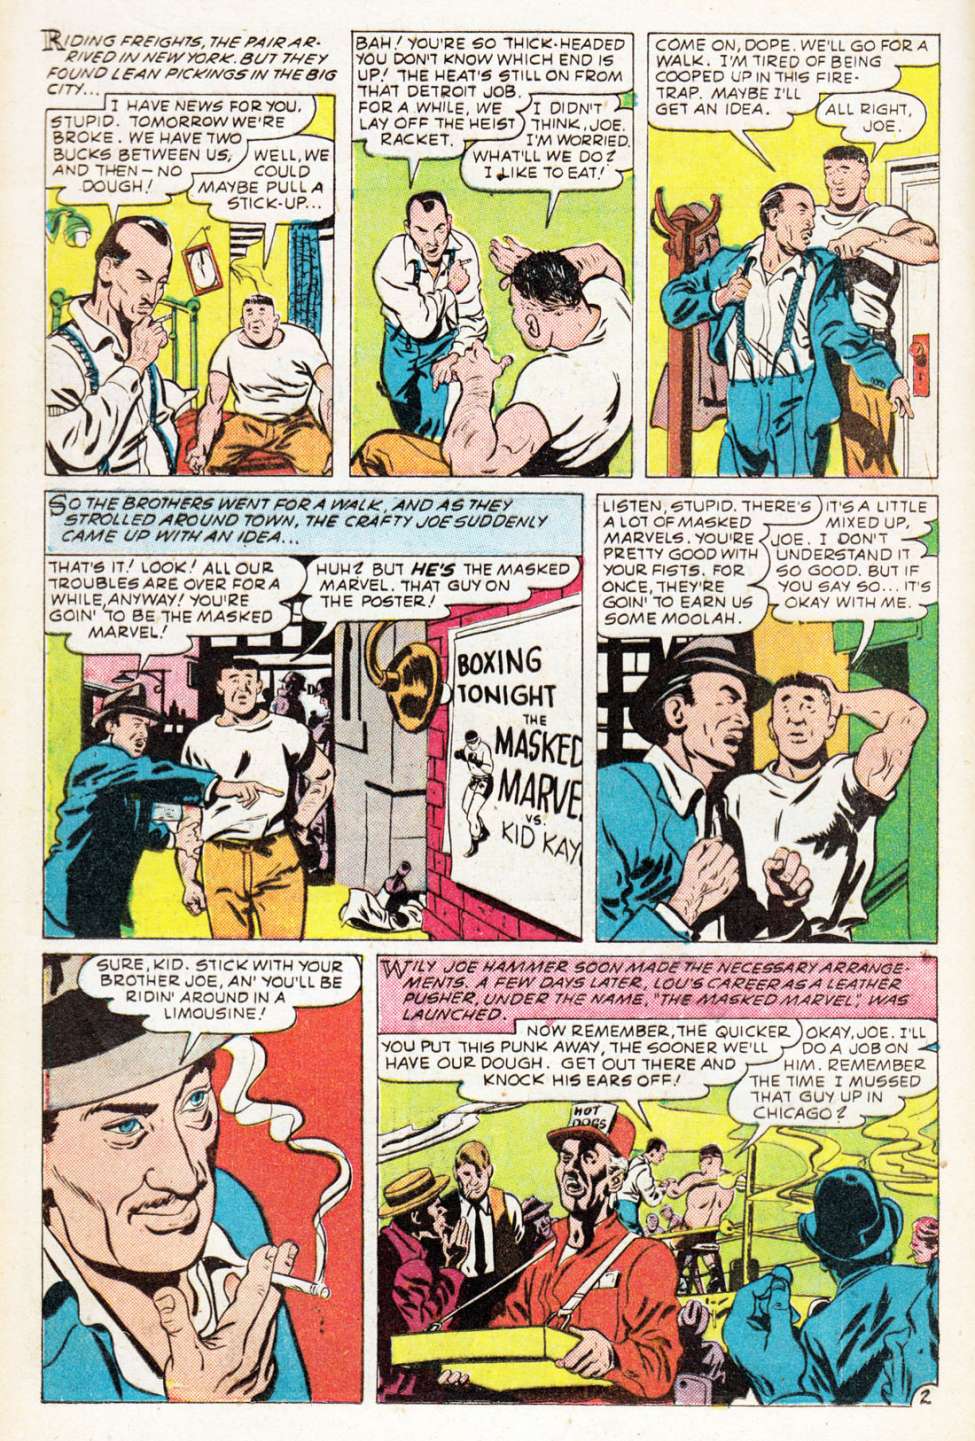 RIDING FREIGHTS, THE PAIR AR-
RIVED IN NEW YORK. BUT THEY
FOUND LEAN PICKINGS IN THE BIG
CITY...
I HAVE NEWS FOR YOU,
STUPID. TOMORROW WE'RE
BROKE. WE HAVE TWO
BUCKS BETWEEN US,
AND THEN — NO
DOUGH!
WELL, WE
COULD
MAYBE PULL A
STICK-UP...
BAH! YOU'RE SO THICK-HEADED
YOU DON'T KNOW WHICH END IS
UP! THE HEAT'S STILL ON FROM
THAT DETROIT JOB.
FOR A WHILE, WE
LAY OFF THE HEIST
RACKET.
I DIDN'T
THINK, JOE.
I'M WORRIED.
WHAT'LL WE DO?
I LIKE TO EAT!
COME ON, DOPE. WE'LL GO FOR A
WALK. I'M TIRED OF BEING
COOPED UP IN THIS FIRE-
TRAP. MAYBE I'LL
GET AN IDEA.
ALL RIGHT,
JOE.
SO THE BROTHERS WENT FOR A WALK, AND AS THEY
STROLLED AROUND TOWN, THE CRAFTY JOE SUDDENLY
CAME UP WITH AN IDEA...
THAT'S IT! LOOK! ALL OUR
TROUBLES ARE OVER FOR A
WHILE, ANYWAY! YOU'RE
GOIN' TO BE THE MASKED
MARVEL!
HUH? BUT HE'S THE MASKED
MARVEL. THAT GUY ON
THE POSTER!
BOXING
TONIGHT
THE
MASKED
MARVE
VS.
KID KAY
LISTEN, STUPID. THERE'S
A LOT OF MASKED
MARVELS. YOU'RE
PRETTY GOOD WITH
YOUR FISTS. FOR
ONCE, THEY'RE
GOIN' TO EARN US
SOME MOOLAH.
IT'S A LITTLE
MIXED UP,
JOE. I DON'T
UNDERSTAND IT
SO GOOD. BUT IF
YOU SAY SO... IT'S
OKAY WITH ME.
SURE, KID. STICK WITH YOUR
BROTHER JOE, AN' YOU'LL BE
RIDIN' AROUND IN A
LIMOUSINE!
WILY JOE HAMMER SOON MADE THE NECESSARY ARRANGE-
MENTS. A FEW DAYS LATER, LOU'S CAREER AS A LEATHER
PUSHER, UNDER THE NAME, "THE MASKED MARVEL", WAS
LAUNCHED.
NOW REMEMBER, THE QUICKER
YOU PUT THIS PUNK AWAY, THE SOONER WE'LL
HAVE OUR DOUGH. GET OUT THERE AND
KNOCK HIS EARS OFF!
OKAY, JOE. I'LL
DO A JOB ON
HIM. REMEMBER
THE TIME I MUSSED
THAT GUY UP IN
CHICAGO?
HOT
DOGS
2